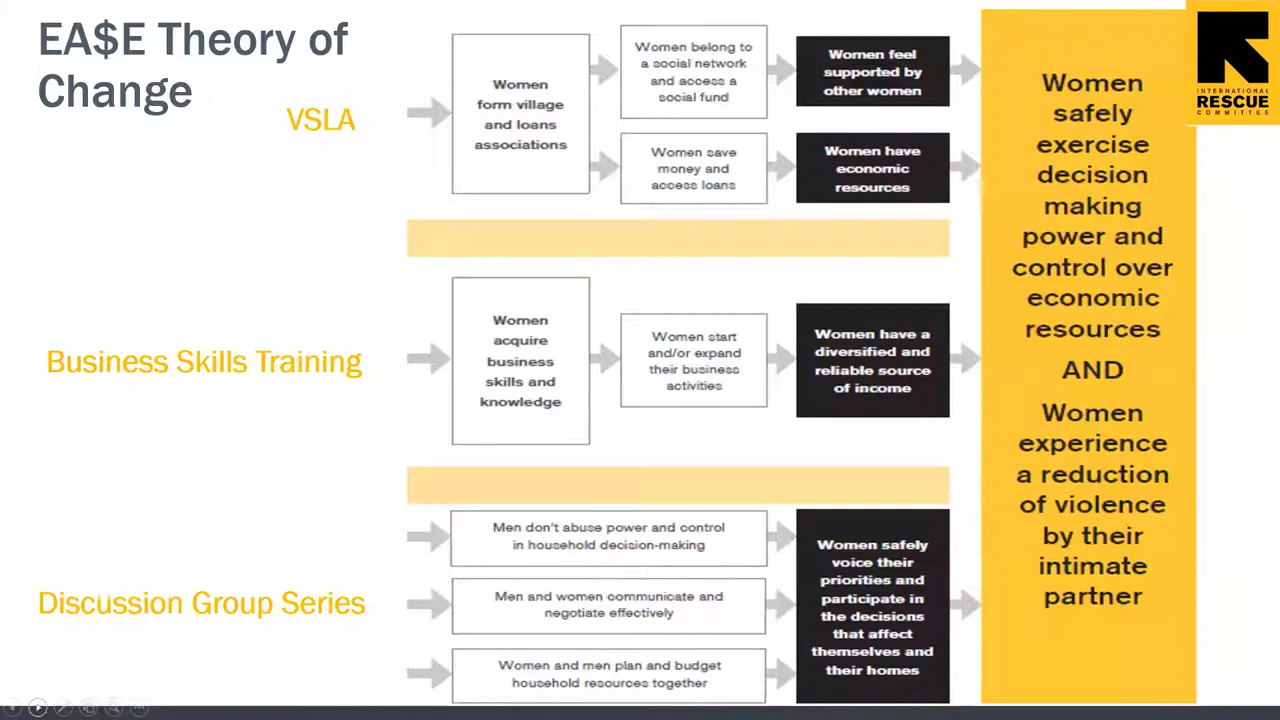 EA$E Theory of
Change
VSLA
Women
form village
and loans
associations
Women belong to
a social network
and access a
social fund
Women feel
supported by
other women
Women save
money and
access loans
Women have
economic
resources
Business Skills Training
Women
acquire
business
skills and
knowledge
Women start
and/or expand
their business
activities
Women have a
diversified and
reliable source
of income
Discussion Group Series
Men don't abuse power and control
in household decision-making
Men and women communicate and
negotiate effectively
Women and men plan and budget
household resources together
Women safely
voice their
priorities and
participate in
the decisions
that affect
themselves and
their homes
Women
safely
exercise
decision
making
power and
control over
economic
resources
AND
Women
experience
a reduction
of violence
by their
intimate
partner
INTERNATIONAL
RESCUE
COMMITTEE